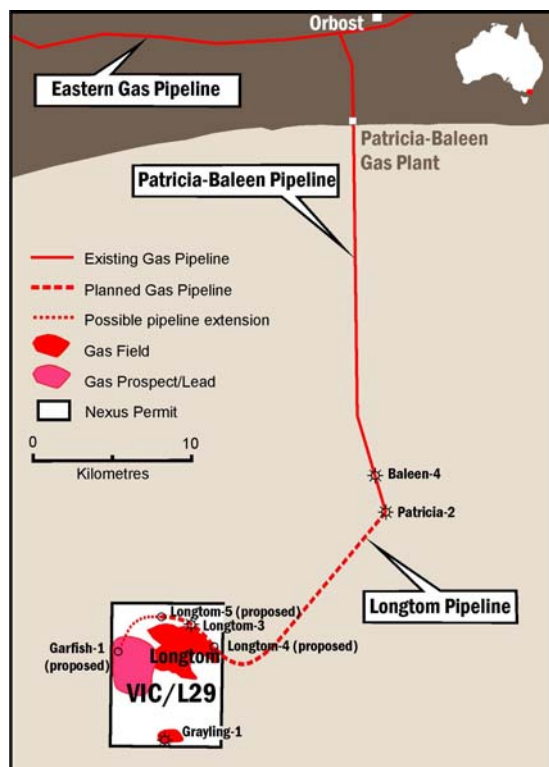 Orbost
Eastern Gas Pipeline
Patricia-Baleen
Gas Plant
Patricia-Baleen Pipeline
Existing Gas Pipeline
Planned Gas Pipeline
Possible pipeline extension
Gas Field
Gas Prospect/Lead
Nexus Permit
0 10
Kilometres
Baleen-4
Patricia-2
Longtom Pipeline
Longtom-5 (proposed)
Longtom-3
Garfish-1
(proposed)
Longtom
Longtom-4 (proposed)
VIC/L29
Grayling-1